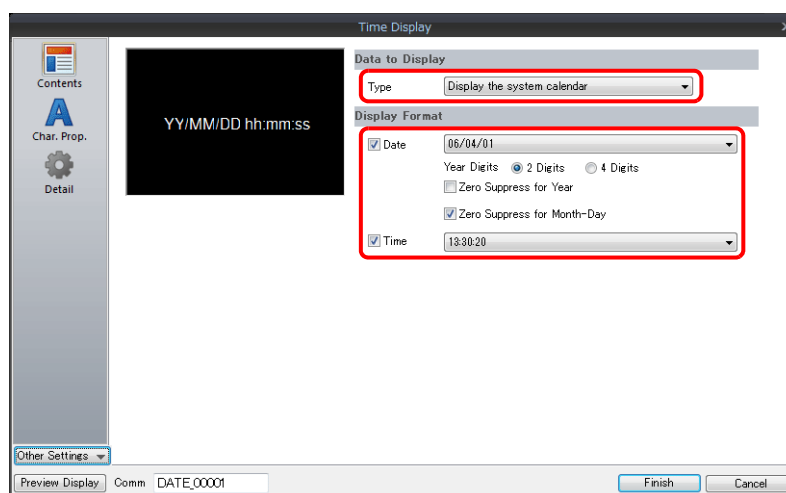 Time Display
Contents
Char. Prop.
Detail
YY/MM/DD hh:mm:ss
Data to Display
Type Display the system calendar
Display Format
Date 06/04/01
Year Digits 2 Digits 4 Digits
Zero Suppress for Year
Zero Suppress for Month-Day
Time 13:30:20
Other Settings
Preview Display Comm DATE_00001 Finish Cancel